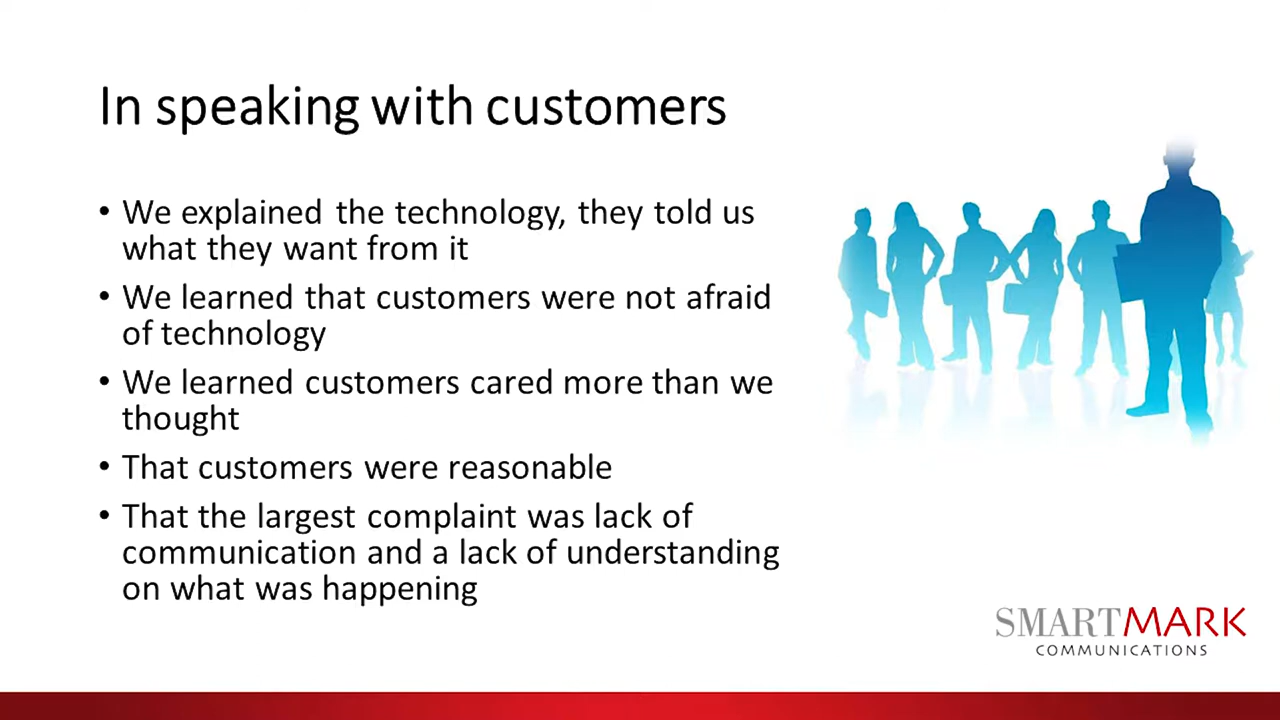 In speaking with customers
• We explained the technology, they told us
what they want from it
• We learned that customers were not afraid
of technology
• We learned customers cared more than we
thought
• That customers were reasonable
• That the largest complaint was lack of
communication and a lack of understanding
on what was happening
SMARTMARK
COMMUNICATIONS